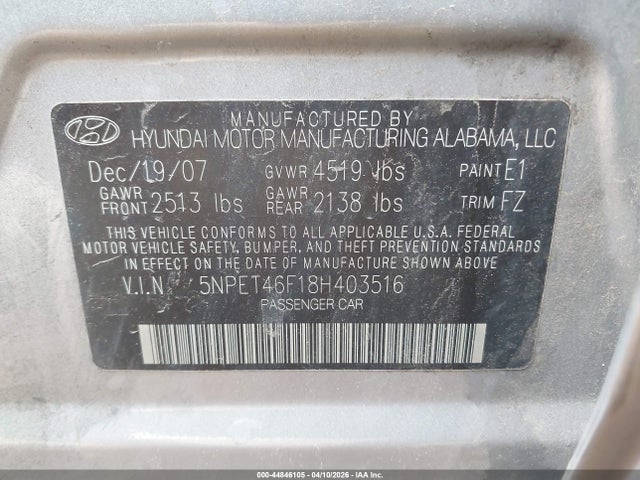 MANUFACTURED BY
HYUNDAI MOTOR MANUFACTURING ALABAMA, LLC
Dec/19/07 GVWR 4519 lbs PAINT E1
GAWR FRONT 2513 lbs GAWR REAR 2138 lbs TRIM FZ
THIS VEHICLE CONFORMS TO ALL APPLICABLE U.S.A. FEDERAL
MOTOR VEHICLE SAFETY, BUMPER, AND THEFT PREVENTION STANDARDS
IN EFFECT ON THE DATE OF MANUFACTURE SHOWN ABOVE
V.I.N 5NPET46F18H403516
PASSENGER CAR
000-44846105 - 04/10/2026 - COPYRIGHT © IAA, LLC.